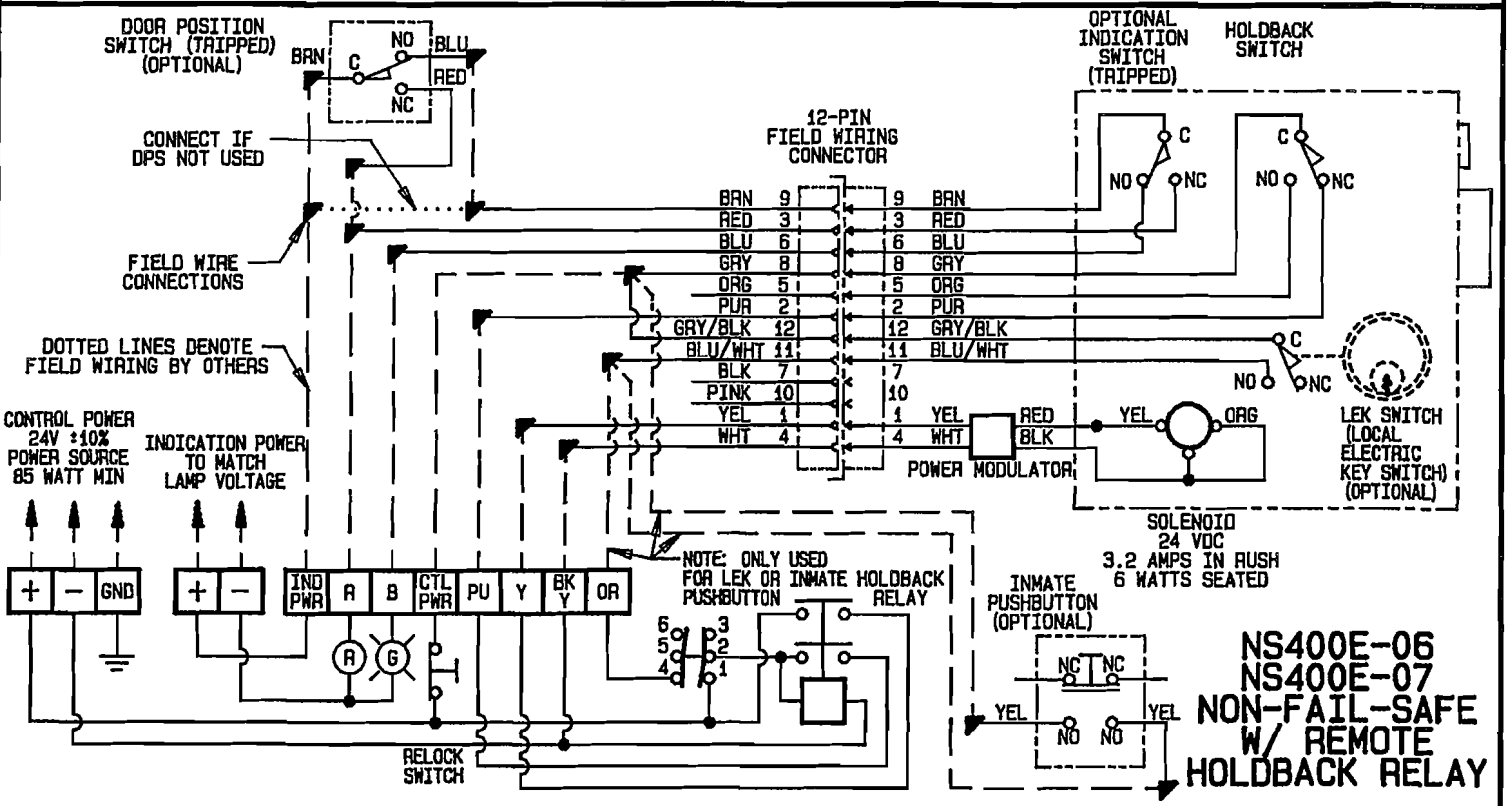 DOOR POSITION
SWITCH (TRIPPED)
(OPTIONAL)
BRN
C
NO
BLU
RED
NC
CONNECT IF
DPS NOT USED
FIELD WIRE
CONNECTIONS
DOTTED LINES DENOTE
FIELD WIRING BY OTHERS
12-PIN
FIELD WIRING
CONNECTOR
BRN 9 9 BRN
RED 3 3 RED
BLU 6 6 BLU
GRY 8 8 GRY
ORG 5 5 ORG
PUR 2 2 PUR
GRY/BLK 12 12 GRY/BLK
BLU/WHT 11 11 BLU/WHT
BLK 7 7
PINK 10 10
YEL 1 1 YEL
WHT 4 4 WHT
RED
BLK
POWER MODULATOR
OPTIONAL
INDICATION
SWITCH
(TRIPPED)
HOLDBACK
SWITCH
C
NO
NC
C
NO
NC
C
NO
NC
YEL
ORG
LEK SWITCH
(LOCAL
ELECTRIC
KEY SWITCH)
(OPTIONAL)
SOLENOID
24 VDC
3.2 AMPS IN RUSH
6 WATTS SEATED
CONTROL POWER
24V ±10%
POWER SOURCE
85 WATT MIN
INDICATION POWER
TO MATCH
LAMP VOLTAGE
+ − GND
+ −
IND PWR
R
B
CTL PWR
PU
Y
BK Y
OR
R
G
NOTE: ONLY USED
FOR LEK OR INMATE
PUSHBUTTON
HOLDBACK
RELAY
6 3
5 2
4 1
RELOCK
SWITCH
INMATE
PUSHBUTTON
(OPTIONAL)
NC NC
YEL
YEL
NO NO
NS400E-06
NS400E-07
NON-FAIL-SAFE
W/ REMOTE
HOLDBACK RELAY